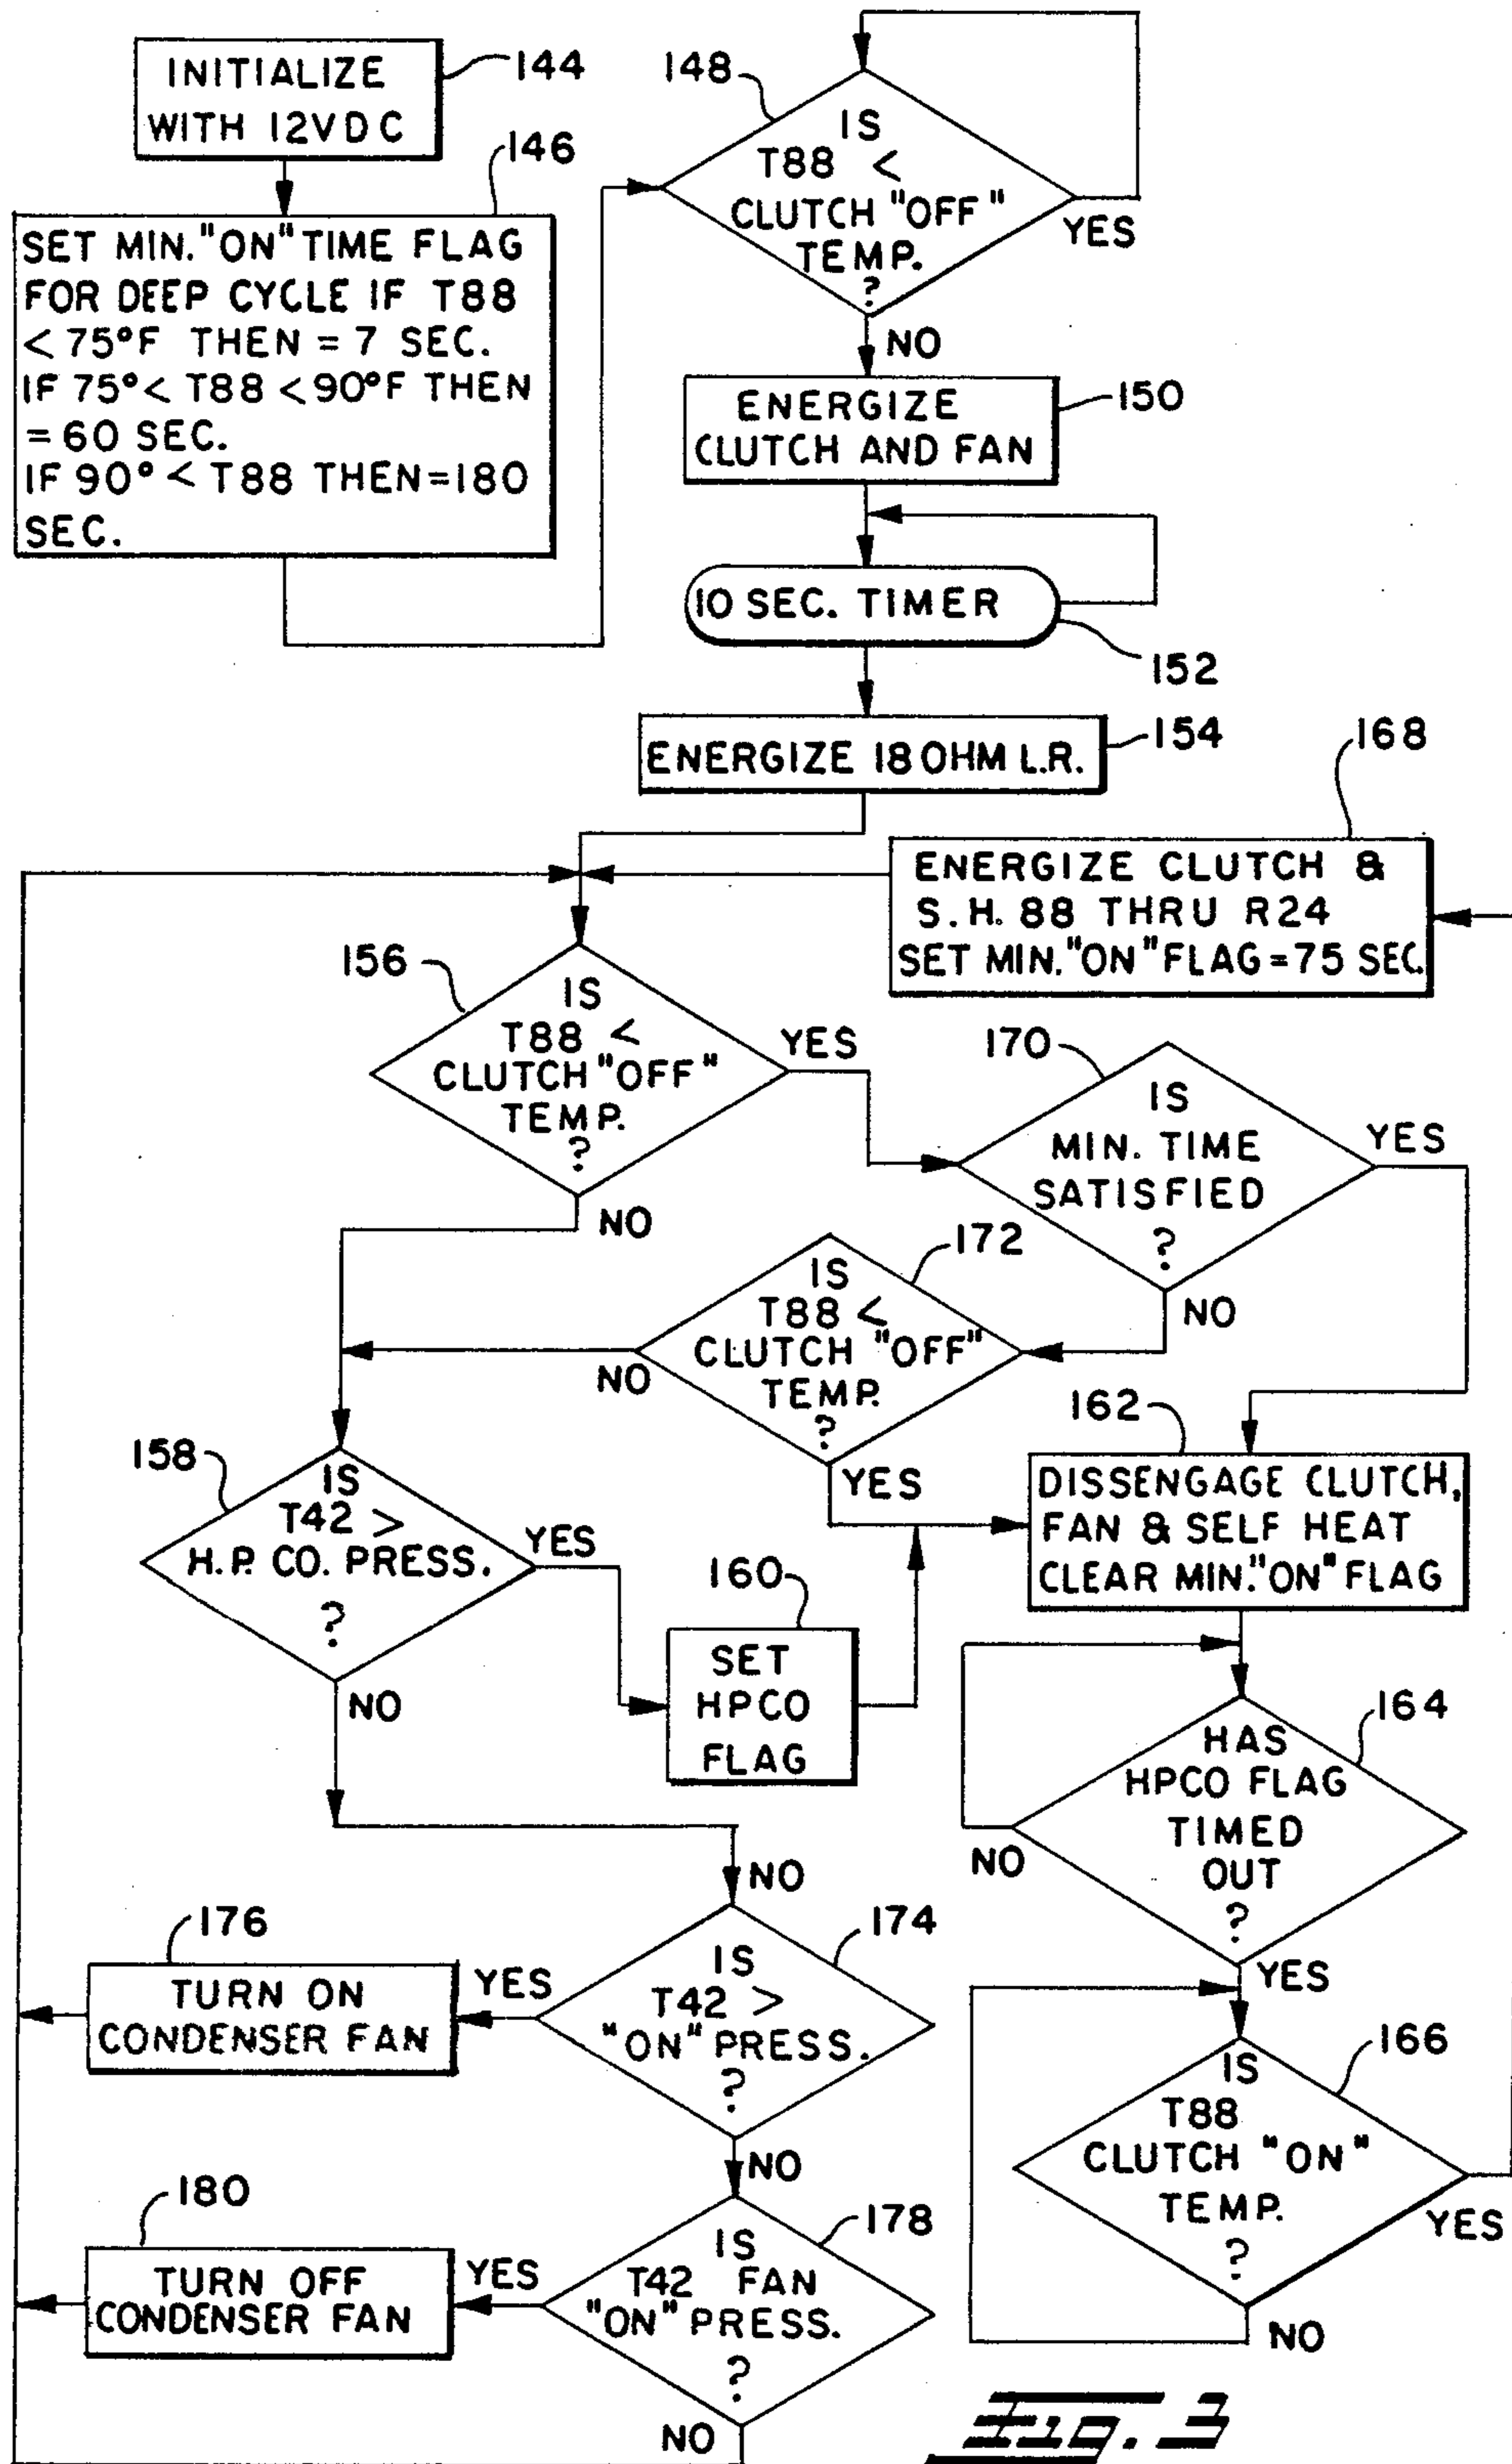 INITIALIZE
WITH 12VDC
144
146
SET MIN. "ON" TIME FLAG
FOR DEEP CYCLE IF T88
< 75°F THEN = 7 SEC.
IF 75° < T88 < 90°F THEN
= 60 SEC.
IF 90° < T88 THEN = 180
SEC.
148
IS
T88 <
CLUTCH "OFF"
TEMP.
?
YES
NO
ENERGIZE
CLUTCH AND FAN
150
10 SEC. TIMER
152
ENERGIZE 18 OHM L.R.
154
168
ENERGIZE CLUTCH &
S.H. 88 THRU R24
SET MIN. "ON" FLAG = 75 SEC.
156
IS
T88 <
CLUTCH "OFF"
TEMP.
?
YES
NO
170
IS
MIN. TIME
SATISFIED
?
YES
NO
172
IS
T88 <
CLUTCH "OFF"
TEMP.
?
NO
YES
158
IS
T42 >
H.P. CO. PRESS.
?
YES
NO
160
SET
HPCO
FLAG
162
DISSENGAGE CLUTCH,
FAN & SELF HEAT
CLEAR MIN. "ON" FLAG
164
HAS
HPCO FLAG
TIMED
OUT
?
NO
YES
NO
174
IS
T42 >
"ON" PRESS.
?
YES
NO
176
TURN ON
CONDENSER FAN
166
IS
T88
CLUTCH "ON"
TEMP.
?
YES
NO
178
IS
T42 FAN
"ON" PRESS.
?
YES
NO
180
TURN OFF
CONDENSER FAN
Fig. 3